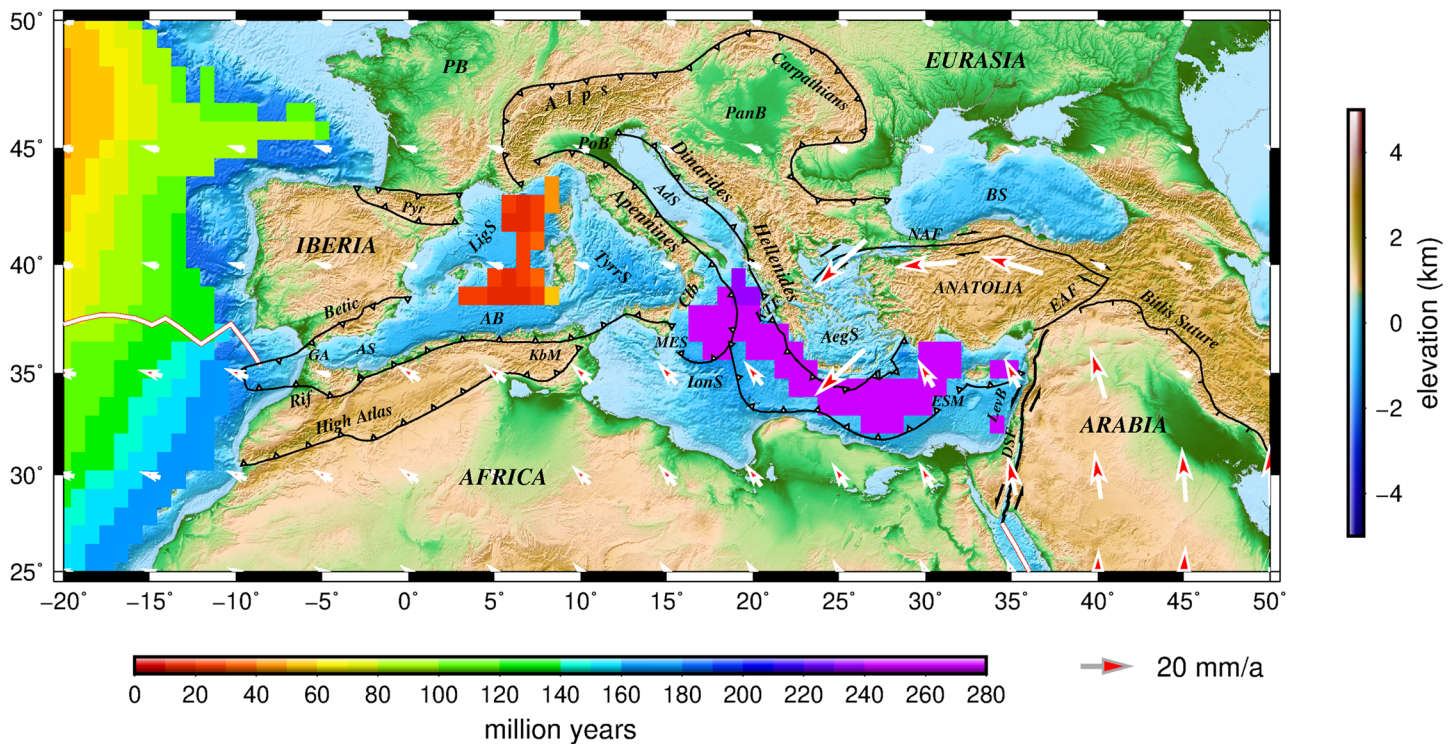 50°
45°
40°
35°
30°
25°
−20°
−15°
−10°
−5°
0°
5°
10°
15°
20°
25°
30°
35°
40°
45°
50°
PB
EURASIA
Alps
Carpathians
PanB
PoB
Dinarides
AdS
BS
Pyr
Apennines
IBERIA
LigS
TyrrS
Hellenides
NAF
ANATOLIA
EAF
Bitlis Suture
Clb
KTF
Betic
AB
AegS
GA
AS
MES
KbM
IonS
ESM
LevB
Rif
High Atlas
DSF
ARABIA
AFRICA
elevation (km)
4
2
0
−2
−4
0
20
40
60
80
100
120
140
160
180
200
220
240
260
280
million years
20 mm/a